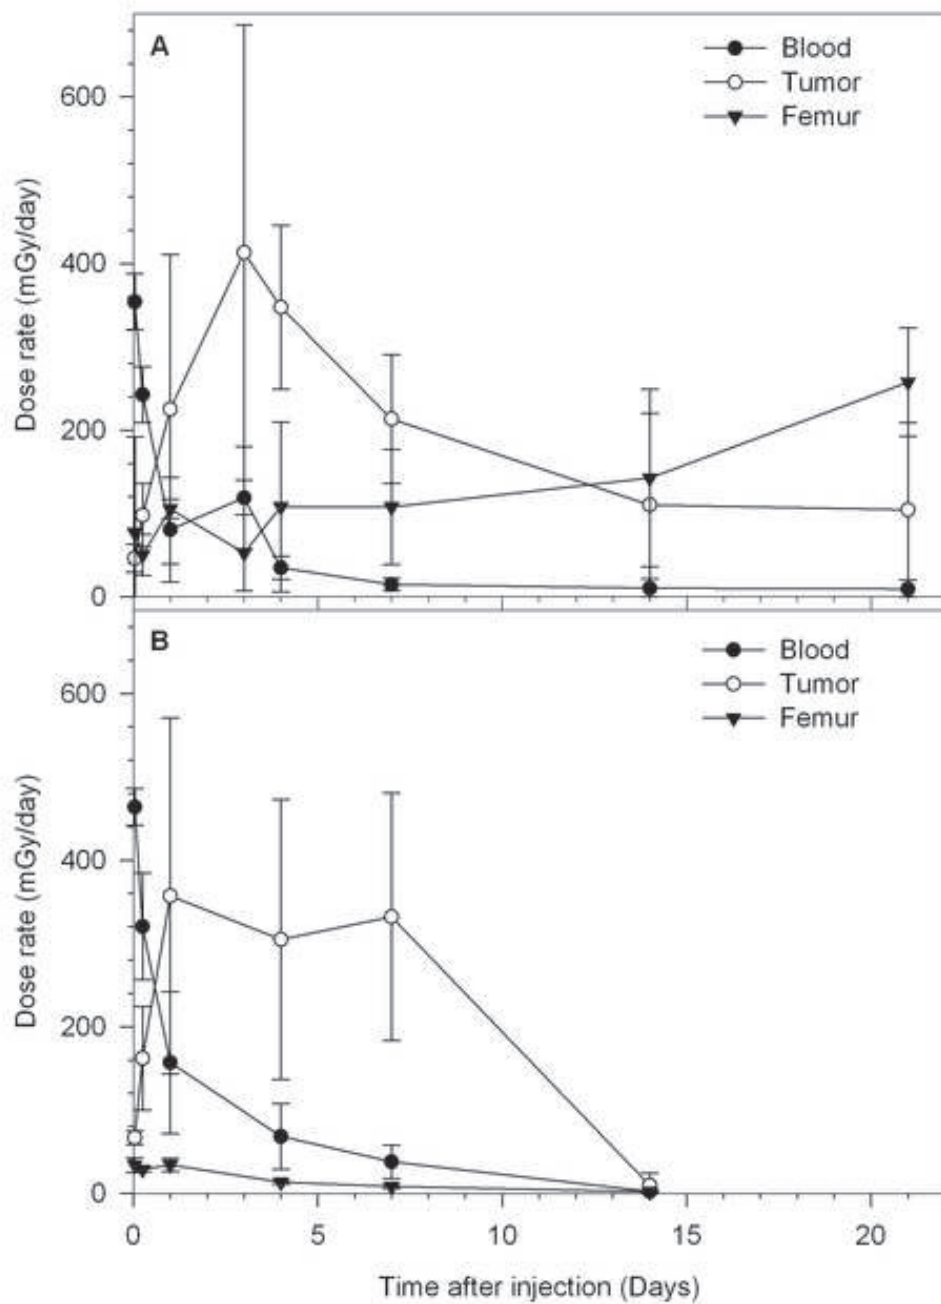 A
Blood
Tumor
Femur
600
400
200
0
Dose rate (mGy/day)
B
Blood
Tumor
Femur
600
400
200
0
Dose rate (mGy/day)
0 5 10 15 20
Time after injection (Days)